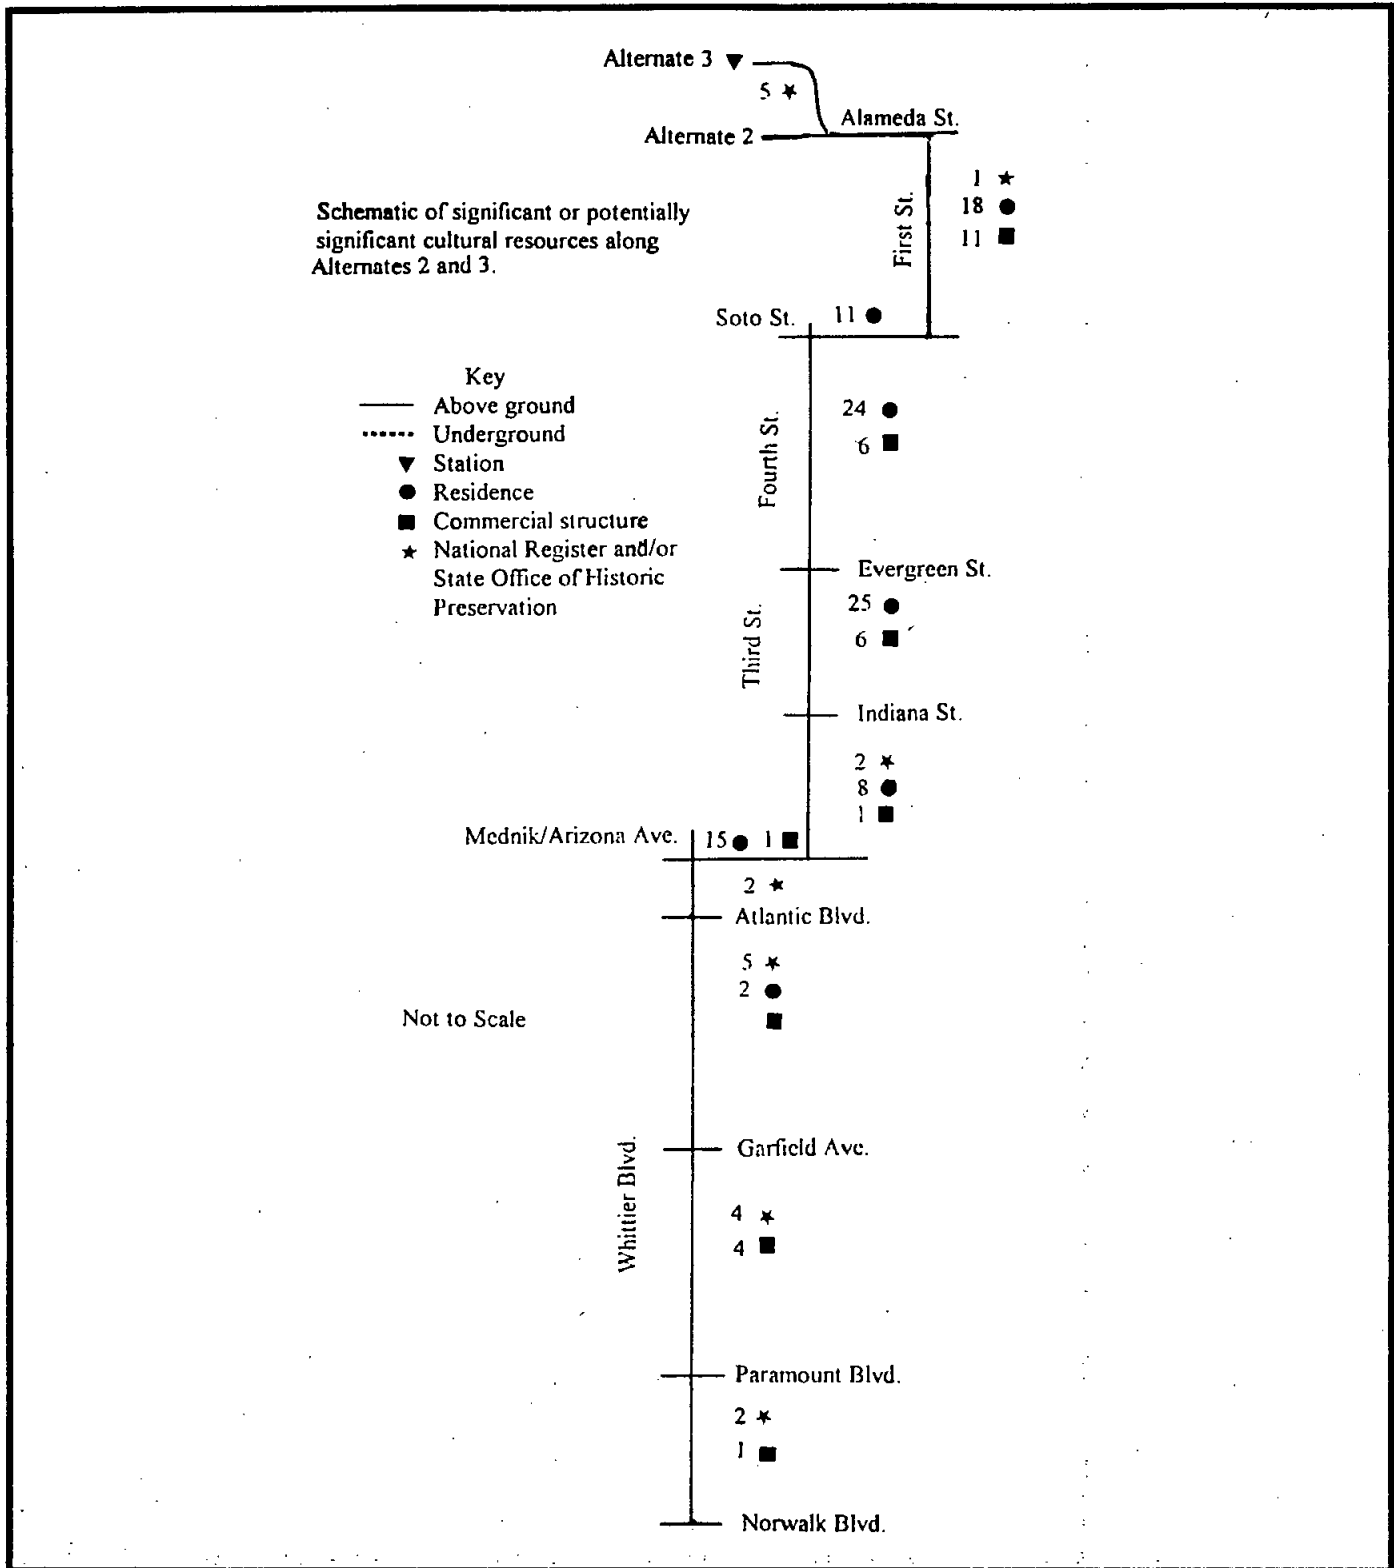 Alternate 3
5
Alameda St.
Alternate 2
1
18
11
First St.
Schematic of significant or potentially
significant cultural resources along
Alternates 2 and 3.
Soto St.
11
Key
Above ground
Underground
Station
Residence
Commercial structure
National Register and/or
State Office of Historic
Preservation
24
6
Fourth St.
Evergreen St.
25
6
Third St.
Indiana St.
2
8
1
Mednik/Arizona Ave.
15
1
2
Atlantic Blvd.
5
2
Not to Scale
Garfield Ave.
Whittier Blvd.
4
4
Paramount Blvd.
2
1
Norwalk Blvd.